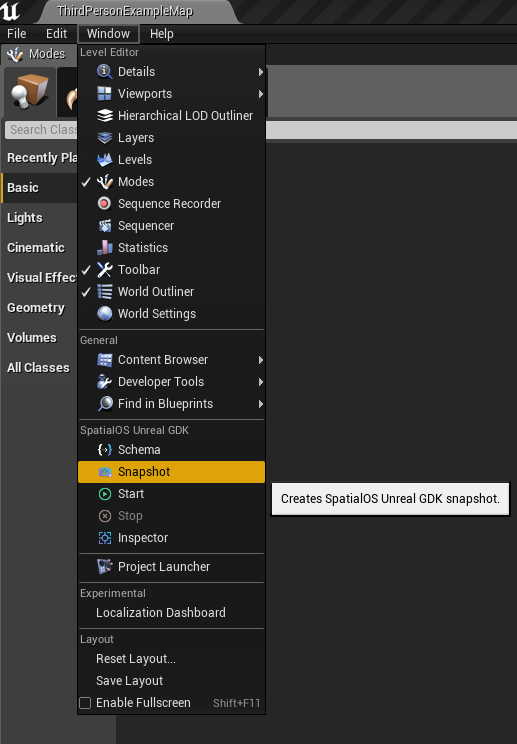 ThirdPersonExampleMap
File Edit Window Help
Modes
Search Clas
Recently Pla
Basic
Lights
Cinematic
Visual Effec
Geometry
Volumes
All Classes
Level Editor
Details
Viewports
Hierarchical LOD Outliner
Layers
Levels
Modes
Sequence Recorder
Sequencer
Statistics
Toolbar
World Outliner
World Settings
General
Content Browser
Developer Tools
Find in Blueprints
SpatialOS Unreal GDK
Schema
Snapshot
Creates SpatialOS Unreal GDK snapshot.
Start
Stop
Inspector
Project Launcher
Experimental
Localization Dashboard
Layout
Reset Layout...
Save Layout
Enable Fullscreen Shift+F11